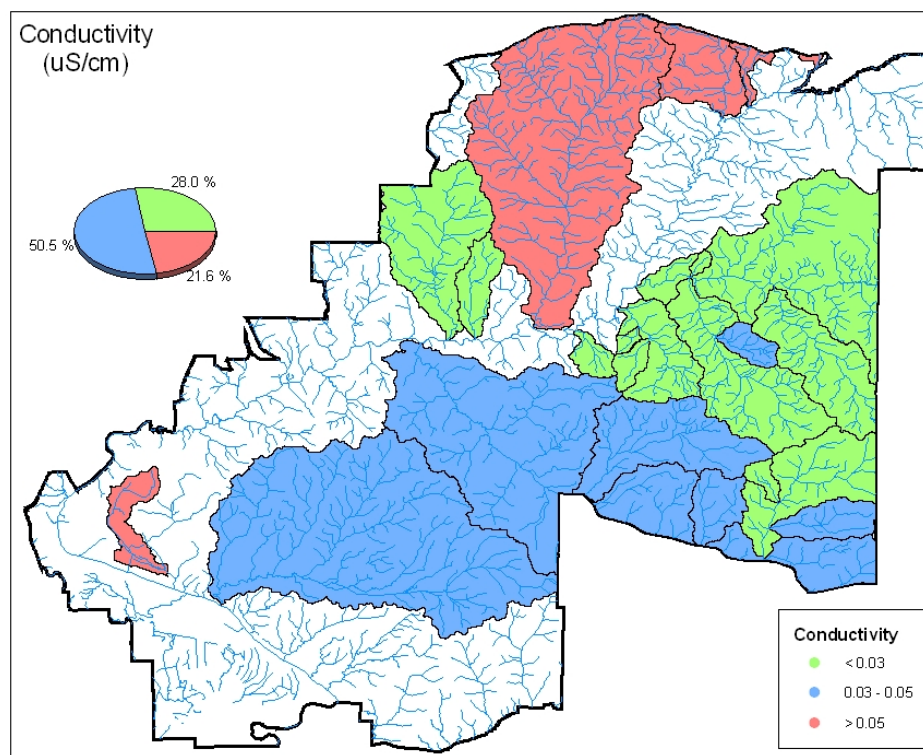 Conductivity
(uS/cm)
28.0 %
50.5 %
21.6 %
Conductivity
<0.03
0.03 - 0.05
>0.05